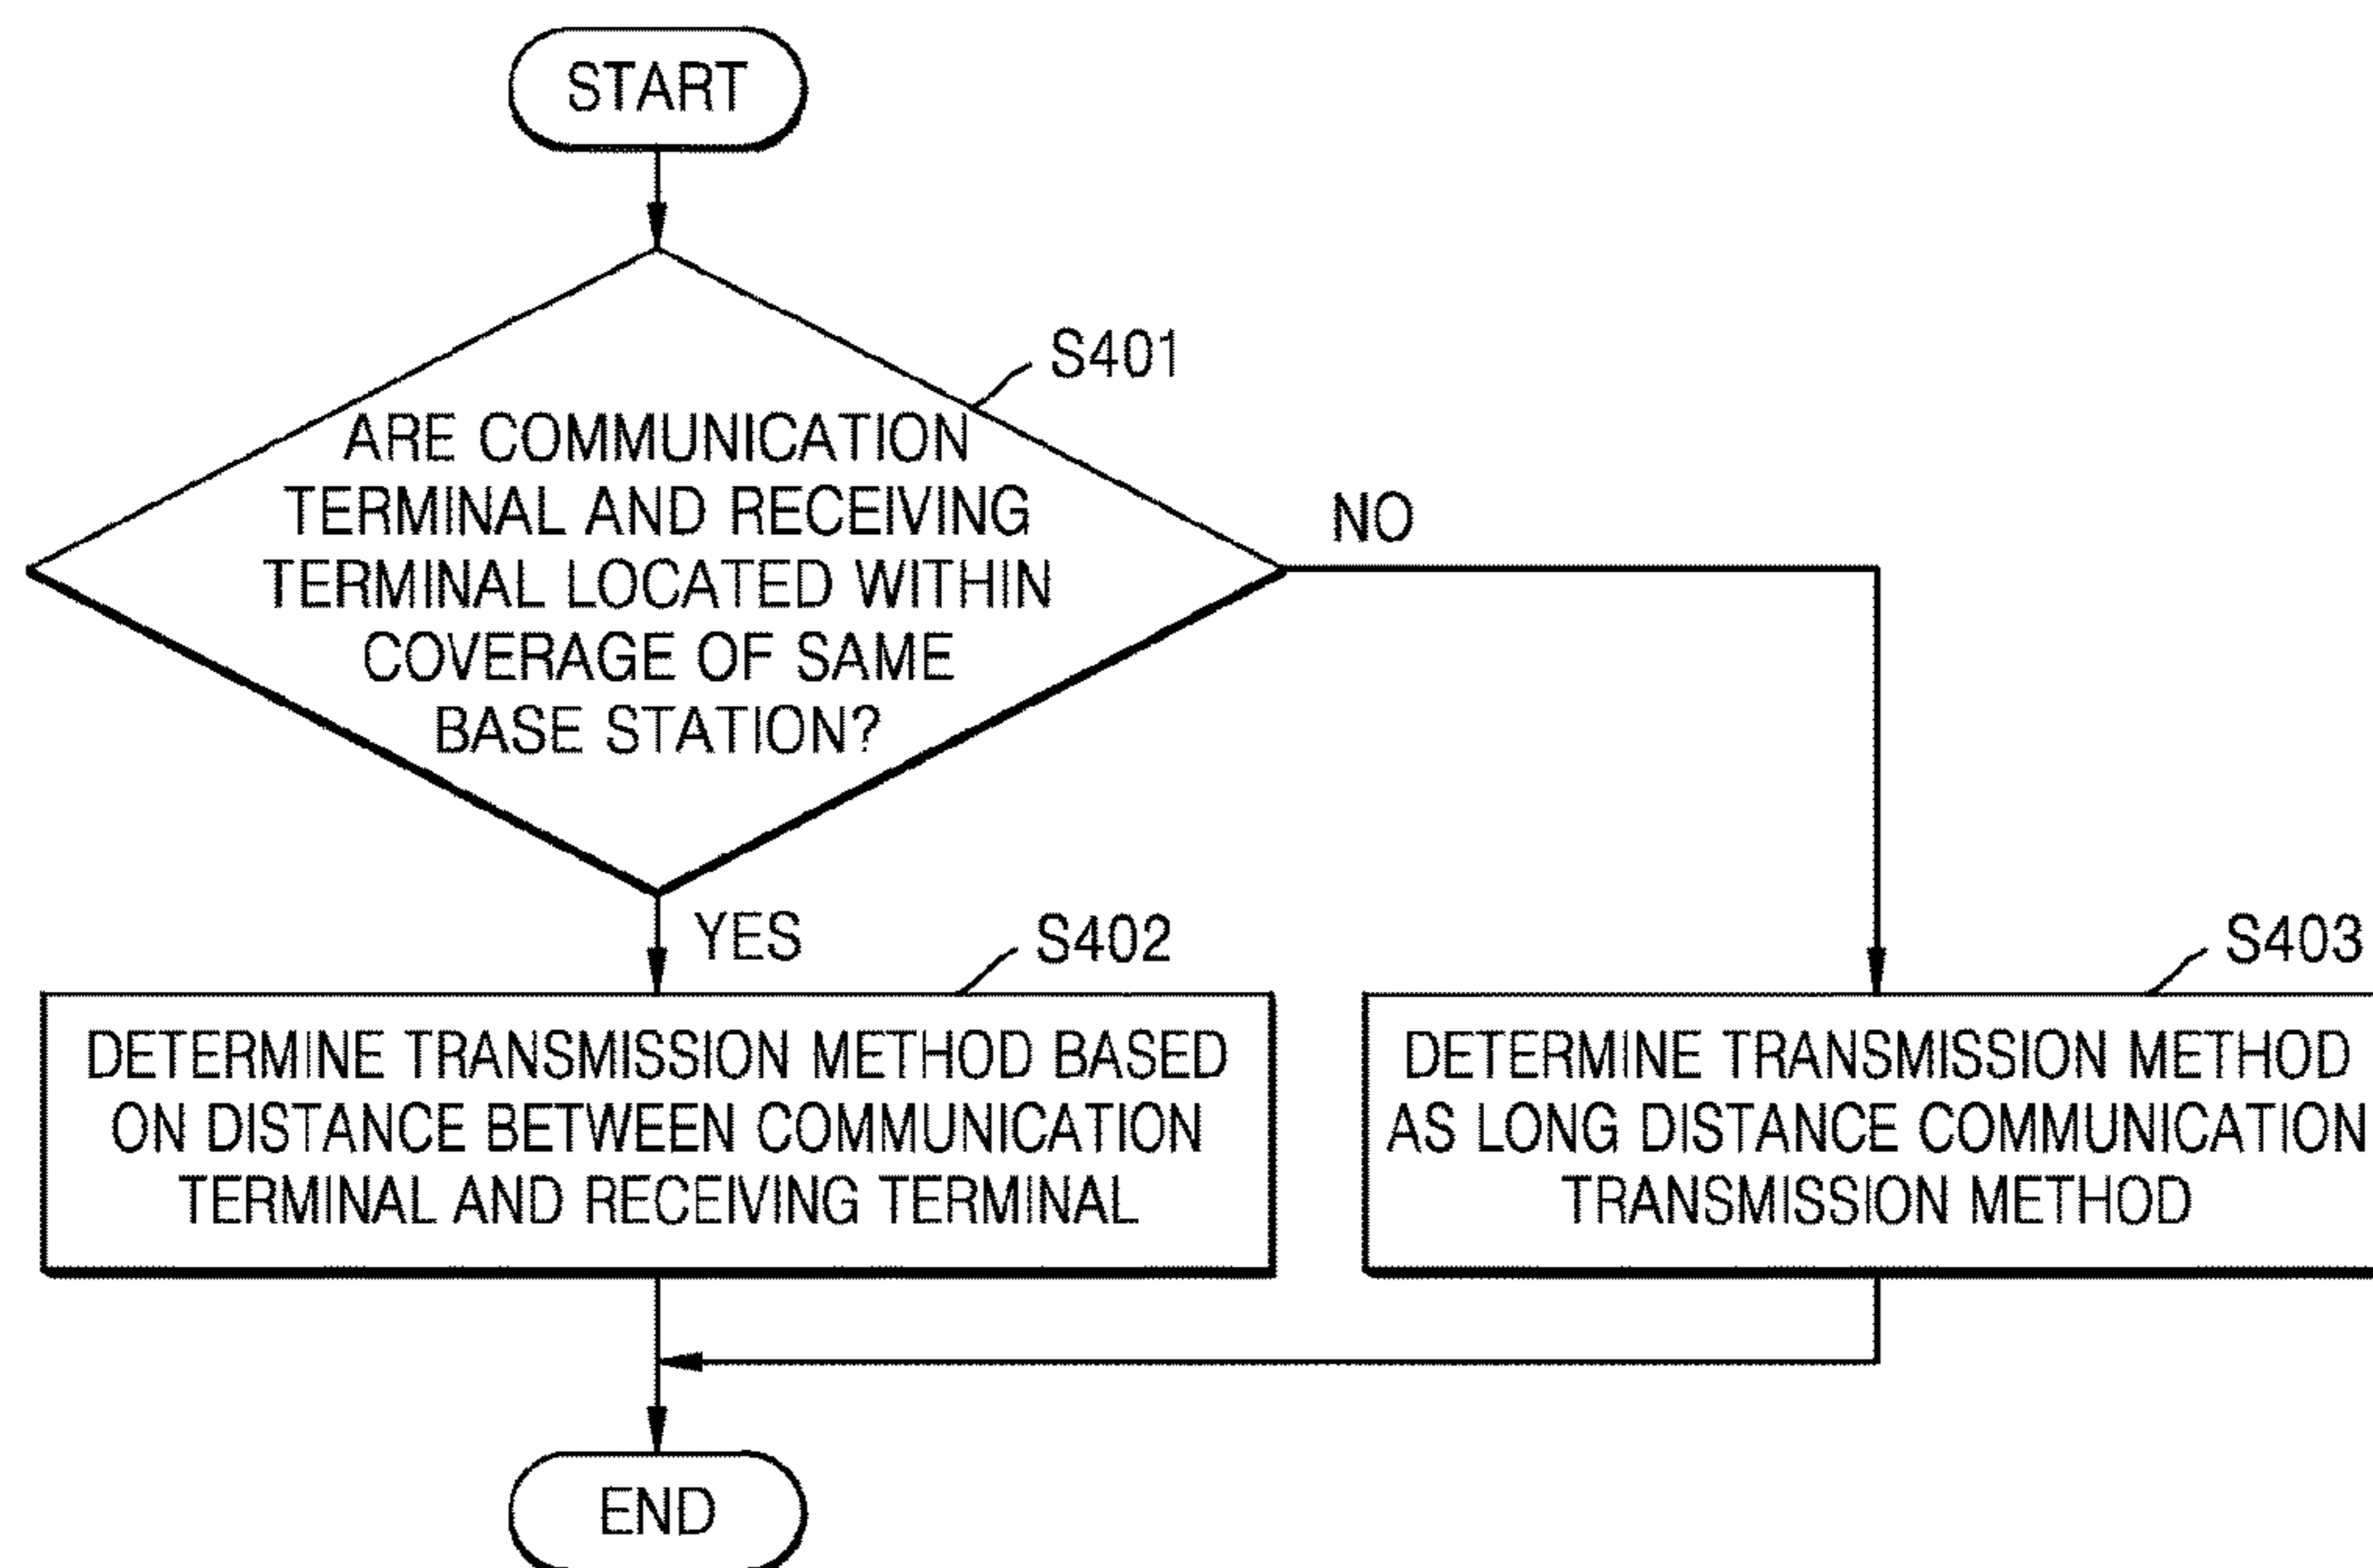 START
S401
ARE COMMUNICATION
TERMINAL AND RECEIVING
TERMINAL LOCATED WITHIN
COVERAGE OF SAME
BASE STATION?
NO
YES
S402
DETERMINE TRANSMISSION METHOD BASED
ON DISTANCE BETWEEN COMMUNICATION
TERMINAL AND RECEIVING TERMINAL
S403
DETERMINE TRANSMISSION METHOD
AS LONG DISTANCE COMMUNICATION
TRANSMISSION METHOD
END